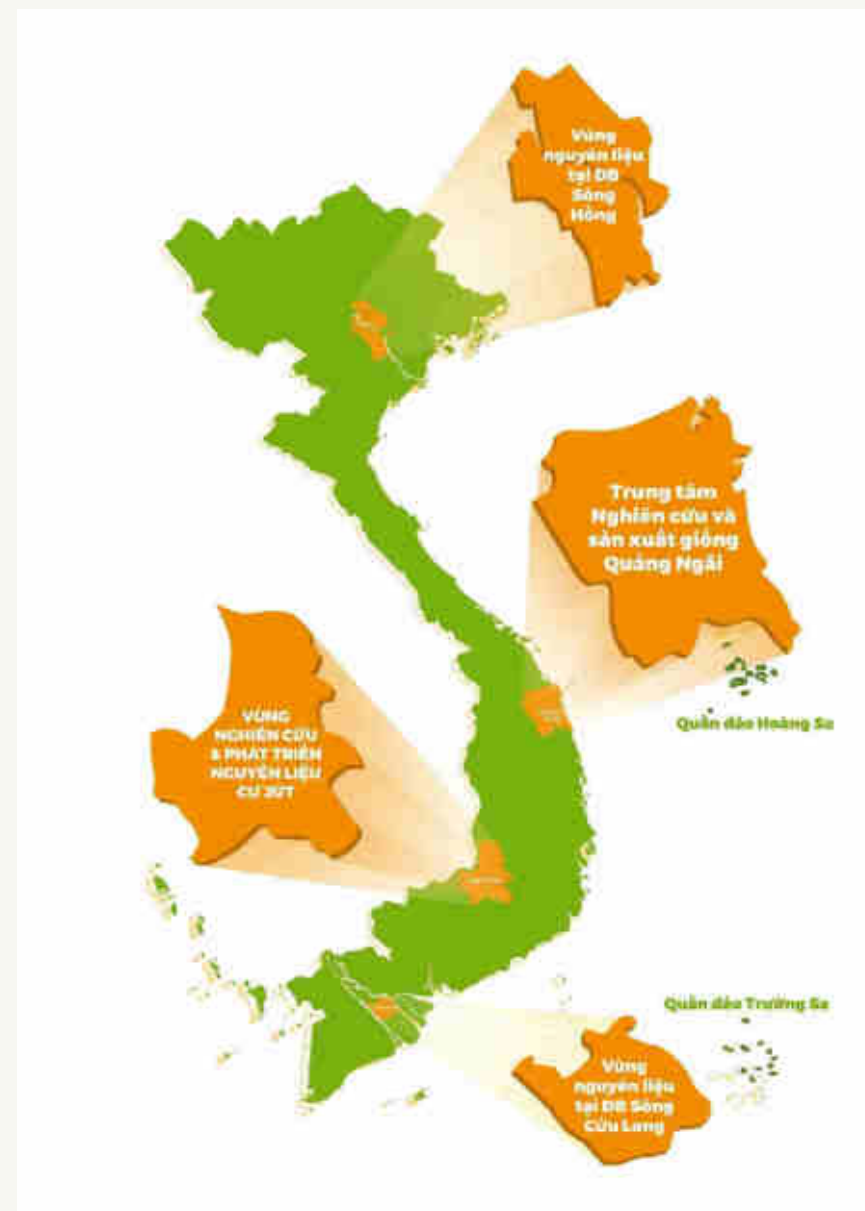 Vùng
nguyên liệu
tại ĐB
Sông
Hồng
Trung tâm
Nghiên cứu và
sản xuất giống
Quảng Ngãi
Quần đảo Hoàng Sa
VÙNG
NGHIÊN CỨU
& PHÁT TRIỂN
NGUYÊN LIỆU
CƯ JÚT
Quần đảo Trường Sa
Vùng
nguyên liệu
tại ĐB Sông
Cửu Long